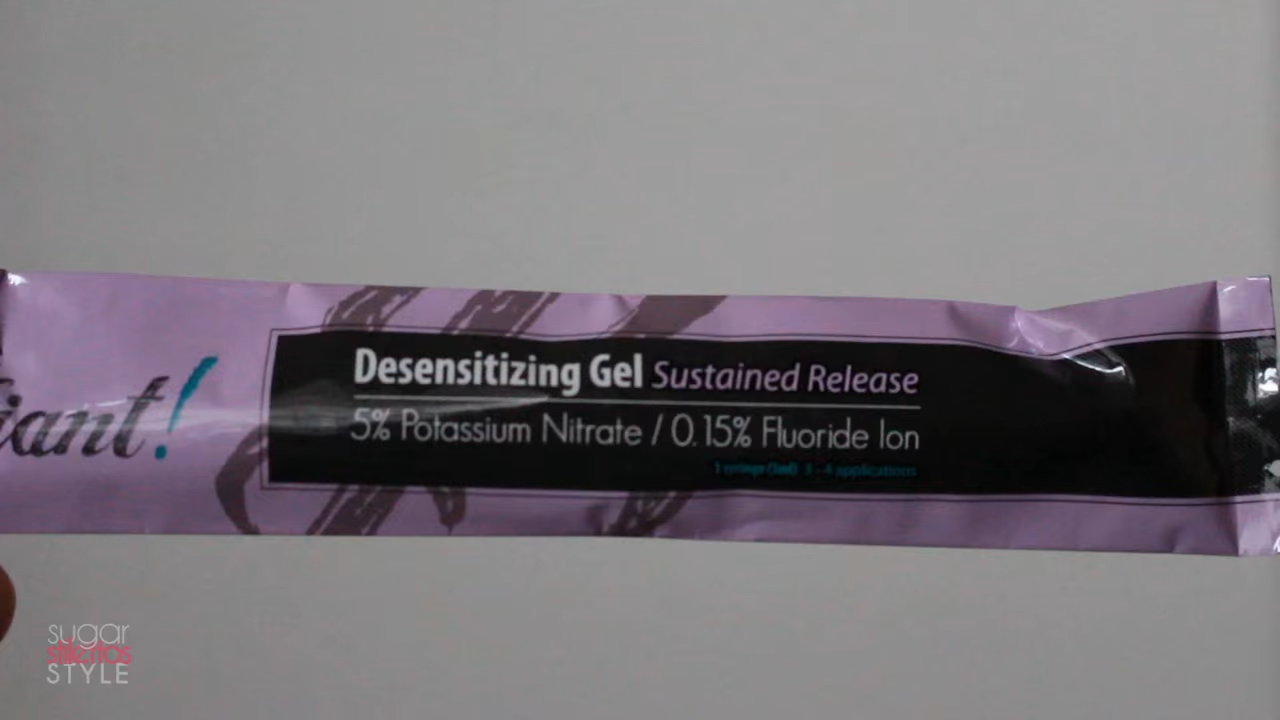 iant!
Desensitizing Gel Sustained Release
5% Potassium Nitrate / 0.15% Fluoride Ion
1 syringe (1ml) 3-4 applications
sugar
stilettos
STYLE